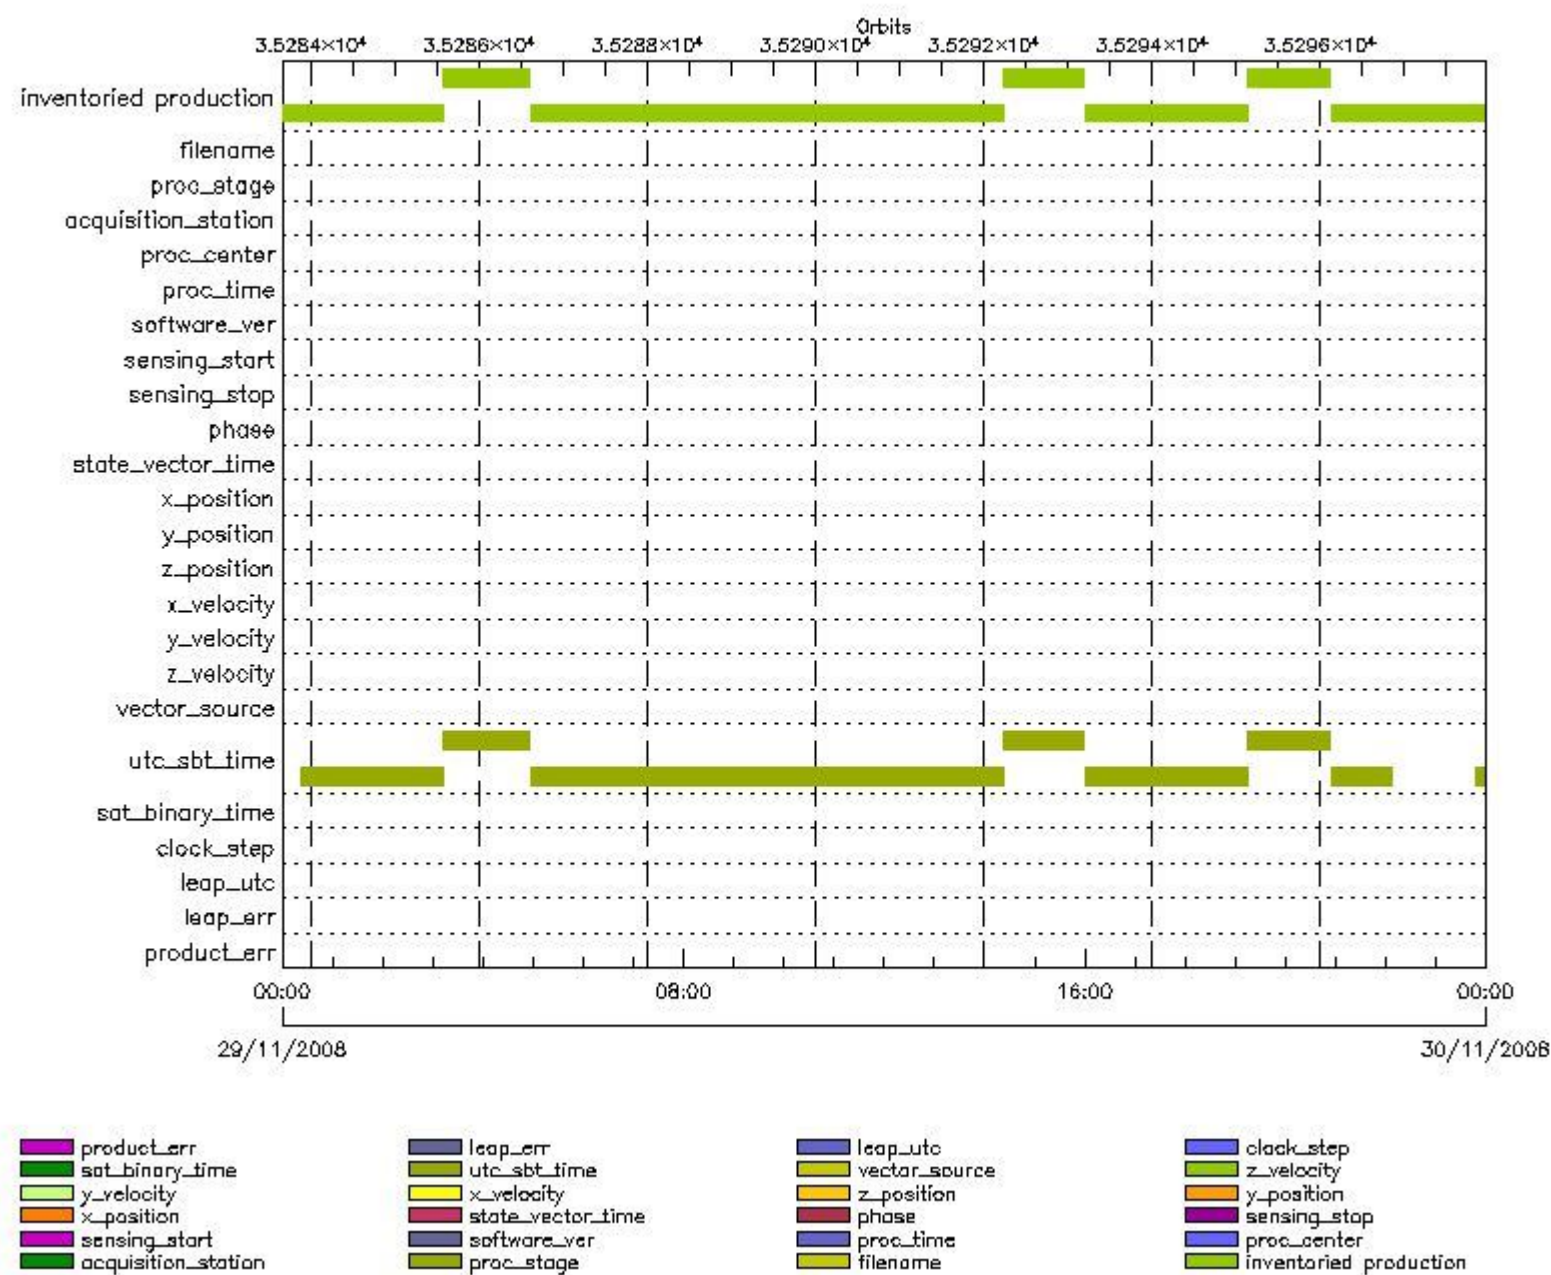 Orbits
3.5284×10⁴ 3.5286×10⁴ 3.5288×10⁴ 3.5290×10⁴ 3.5292×10⁴ 3.5294×10⁴ 3.5296×10⁴
inventoried production
filename
proc_stage
acquisition_station
proc_center
proc_time
software_ver
sensing_start
sensing_stop
phase
state_vector_time
x_position
y_position
z_position
x_velocity
y_velocity
z_velocity
vector_source
utc_sbt_time
sat_binary_time
clock_step
leap_utc
leap_err
product_err
00:00 08:00 16:00 00:00
29/11/2008 30/11/2008
product_err leap_err leap_utc clock_step
sat_binary_time utc_sbt_time vector_source z_velocity
y_velocity x_velocity z_position y_position
x_position state_vector_time phase sensing_stop
sensing_start software_ver proc_time proc_center
acquisition_station proc_stage filename inventoried production